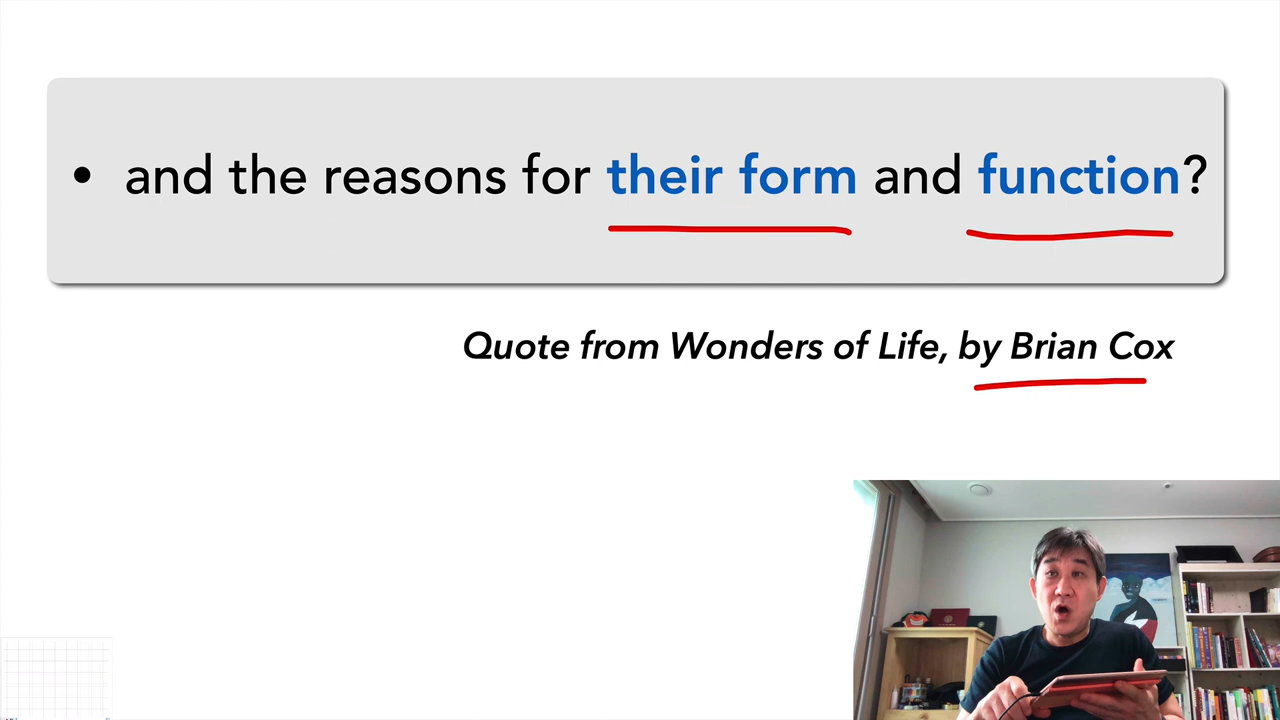 • and the reasons for their form and function?
Quote from Wonders of Life, by Brian Cox